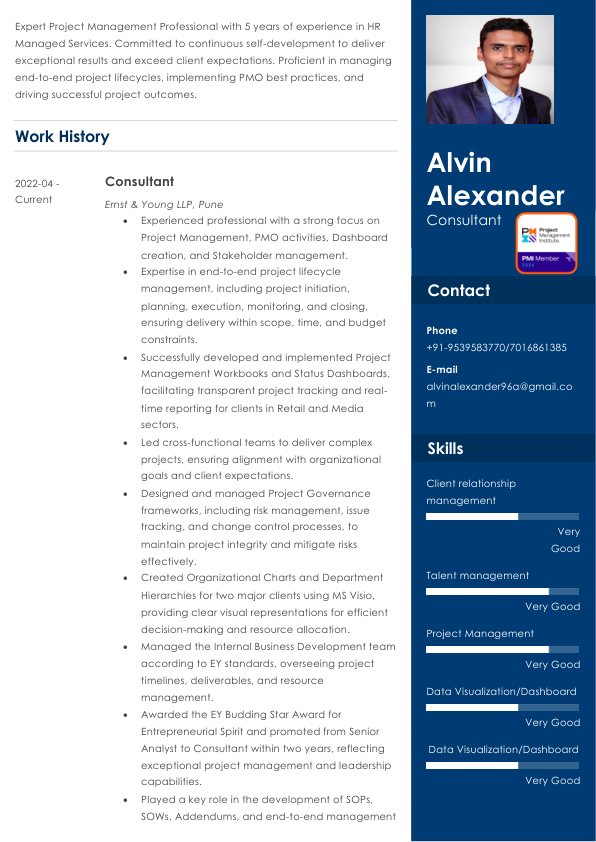 Expert Project Management Professional with 5 years of experience in HR
Managed Services. Committed to continuous self-development to deliver
exceptional results and exceed client expectations. Proficient in managing
end-to-end project lifecycles, implementing PMO best practices, and
driving successful project outcomes.
Work History
2022-04 -
Current
Consultant
Ernst & Young LLP, Pune
• Experienced professional with a strong focus on
Project Management, PMO activities, Dashboard
creation, and Stakeholder management.
• Expertise in end-to-end project lifecycle
management, including project initiation,
planning, execution, monitoring, and closing,
ensuring delivery within scope, time, and budget
constraints.
• Successfully developed and implemented Project
Management Workbooks and Status Dashboards,
facilitating transparent project tracking and real-
time reporting for clients in Retail and Media
sectors.
• Led cross-functional teams to deliver complex
projects, ensuring alignment with organizational
goals and client expectations.
• Designed and managed Project Governance
frameworks, including risk management, issue
tracking, and change control processes, to
maintain project integrity and mitigate risks
effectively.
• Created Organizational Charts and Department
Hierarchies for two major clients using MS Visio,
providing clear visual representations for efficient
decision-making and resource allocation.
• Managed the Internal Business Development team
according to EY standards, overseeing project
timelines, deliverables, and resource
management.
• Awarded the EY Budding Star Award for
Entrepreneurial Spirit and promoted from Senior
Analyst to Consultant within two years, reflecting
exceptional project management and leadership
capabilities.
• Played a key role in the development of SOPs,
SOWs, Addendums, and end-to-end management
Alvin
Alexander
Consultant
Project
Management
Institute
PMI Member
2024
Contact
Phone
+91-9539583770/7016861385
E-mail
alvinalexander96a@gmail.co
m
Skills
Client relationship
management
Very
Good
Talent management
Very Good
Project Management
Very Good
Data Visualization/Dashboard
Very Good
Data Visualization/Dashboard
Very Good